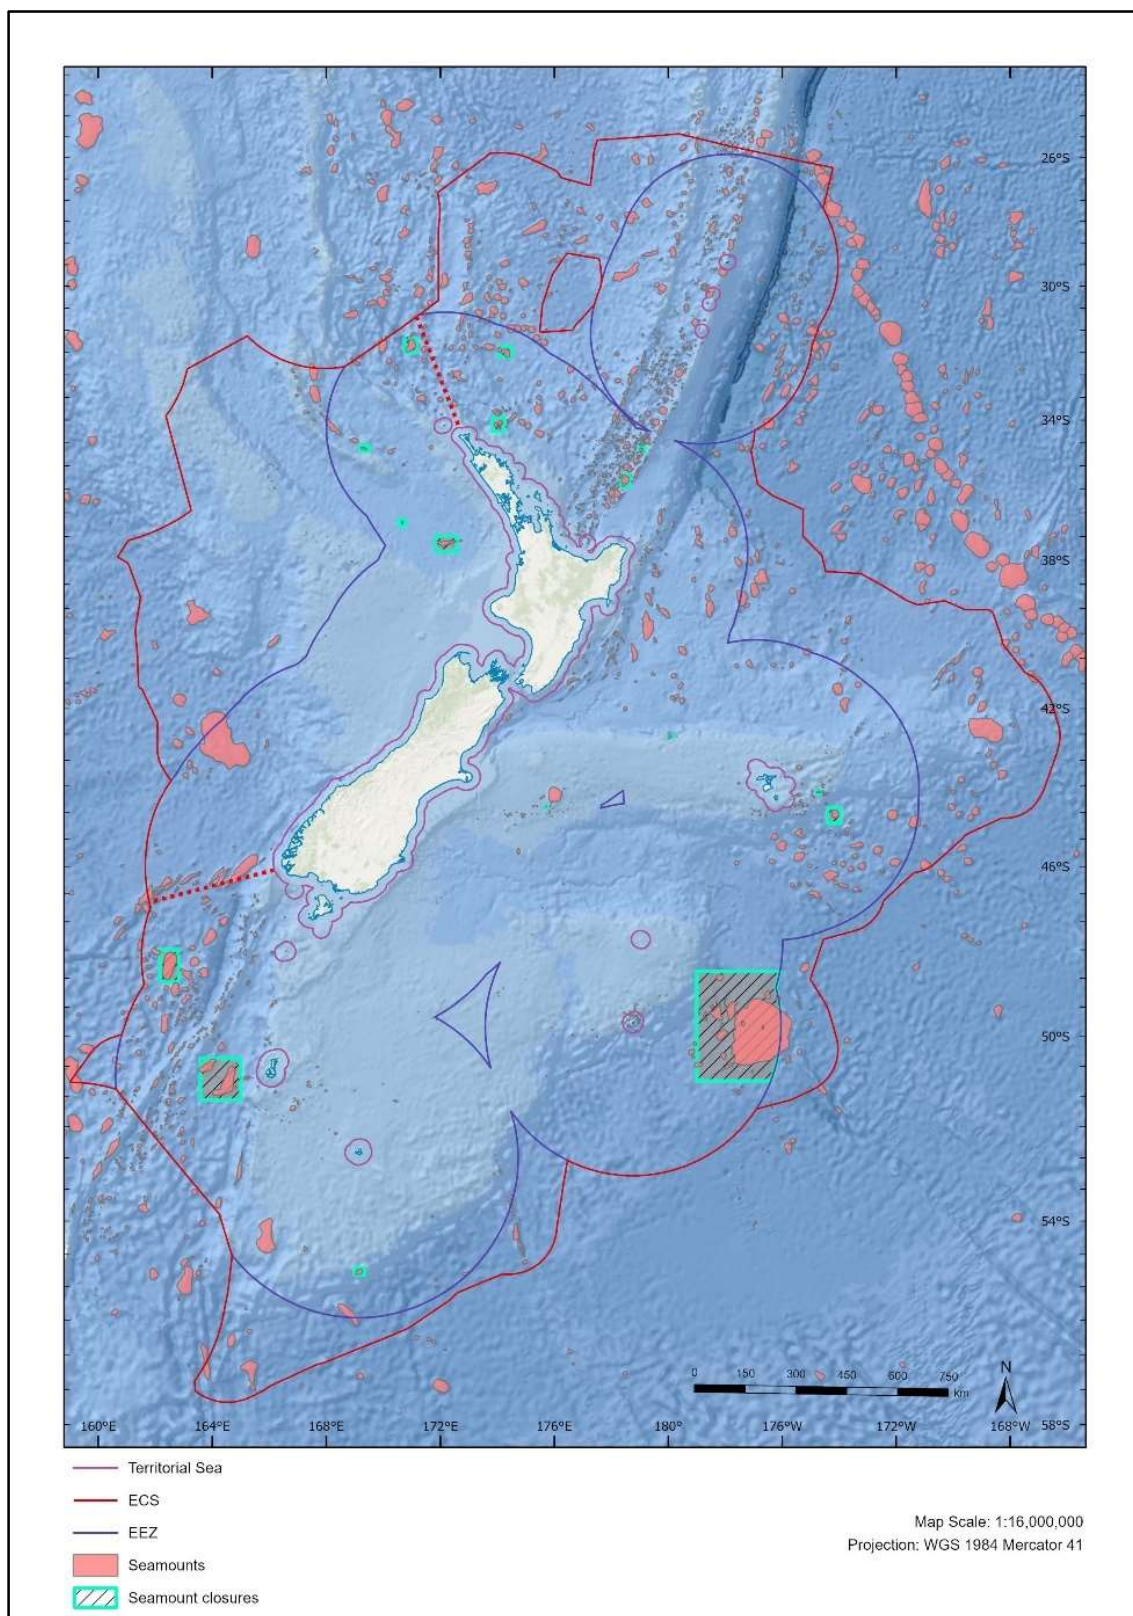 26°S
30°S
34°S
38°S
42°S
46°S
50°S
54°S
0 150 300 450 600 750
Km
N
160°E 164°E 168°E 172°E 176°E 180° 176°W 172°W 168°W 58°S
Territorial Sea
ECS
EEZ
Seamounts
Seamount closures
Map Scale: 1:16,000,000
Projection: WGS 1984 Mercator 41